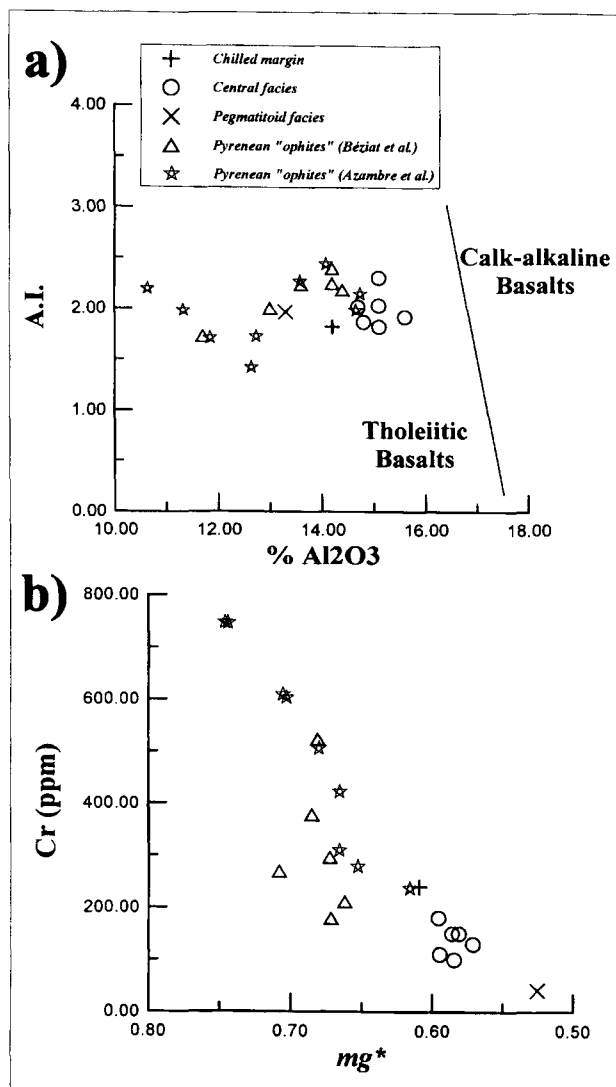 a)
Chilled margin
Central facies
Pegmatitoid facies
Pyrenean "ophites" (Béziat et al.)
Pyrenean "ophites" (Azambre et al.)
4.00
3.00
2.00
1.00
0.00
A.I.
Calk-alkaline
Basalts
Tholeiitic
Basalts
10.00 12.00 14.00 16.00 18.00
% Al2O3
b)
800.00
600.00
400.00
200.00
0.00
Cr (ppm)
0.80 0.70 0.60 0.50
mg*